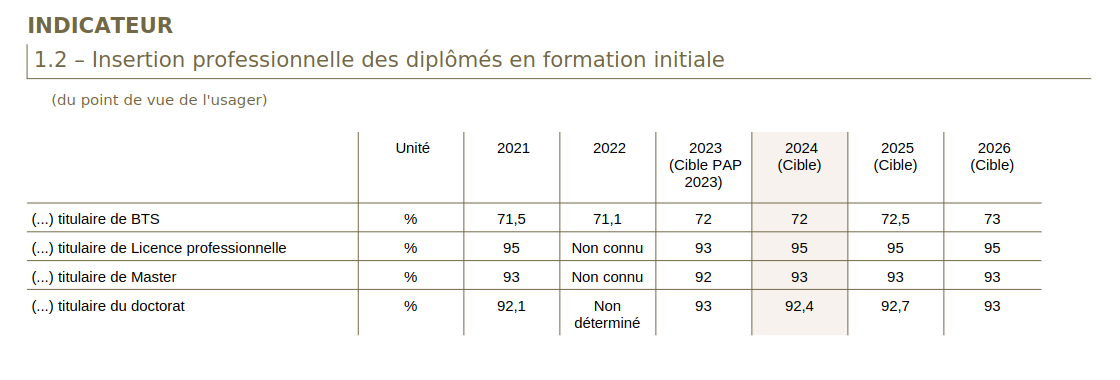 INDICATEUR
1.2 – Insertion professionnelle des diplômés en formation initiale
(du point de vue de l'usager)
Unité 2021 2022 2023 (Cible PAP 2023) 2024 (Cible) 2025 (Cible) 2026 (Cible)
(...) titulaire de BTS % 71,5 71,1 72 72 72,5 73
(...) titulaire de Licence professionnelle % 95 Non connu 93 95 95 95
(...) titulaire de Master % 93 Non connu 92 93 93 93
(...) titulaire du doctorat % 92,1 Non déterminé 93 92,4 92,7 93